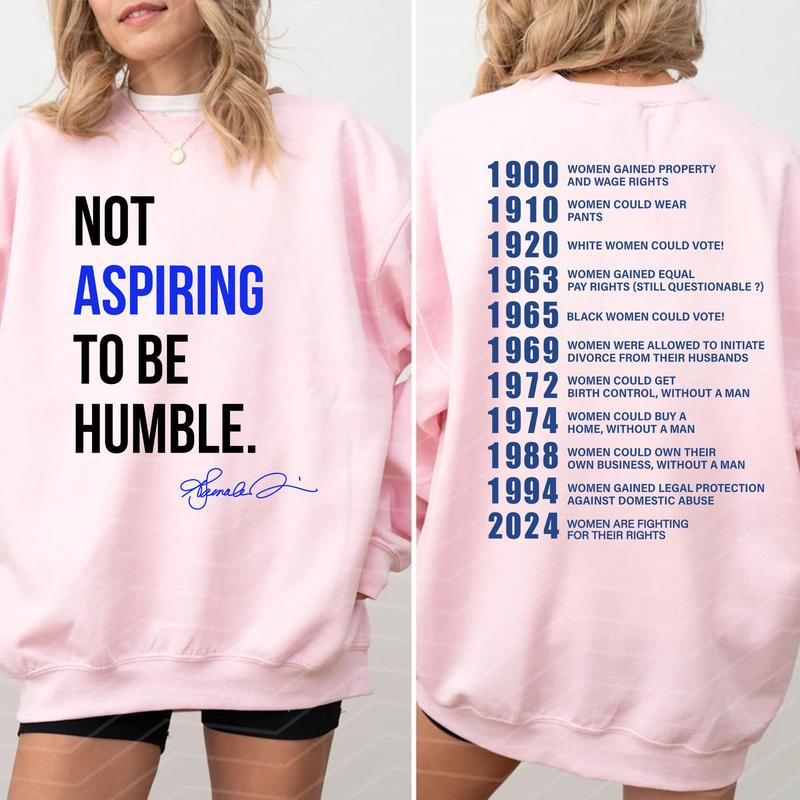 NOT
ASPIRING
TO BE
HUMBLE.
1900 WOMEN GAINED PROPERTY
AND WAGE RIGHTS
1910 WOMEN COULD WEAR
PANTS
1920 WHITE WOMEN COULD VOTE!
1963 WOMEN GAINED EQUAL
PAY RIGHTS (STILL QUESTIONABLE ?)
1965 BLACK WOMEN COULD VOTE!
1969 WOMEN WERE ALLOWED TO INITIATE
DIVORCE FROM THEIR HUSBANDS
1972 WOMEN COULD GET
BIRTH CONTROL, WITHOUT A MAN
1974 WOMEN COULD BUY A
HOME, WITHOUT A MAN
1988 WOMEN COULD OWN THEIR
OWN BUSINESS, WITHOUT A MAN
1994 WOMEN GAINED LEGAL PROTECTION
AGAINST DOMESTIC ABUSE
2024 WOMEN ARE FIGHTING
FOR THEIR RIGHTS